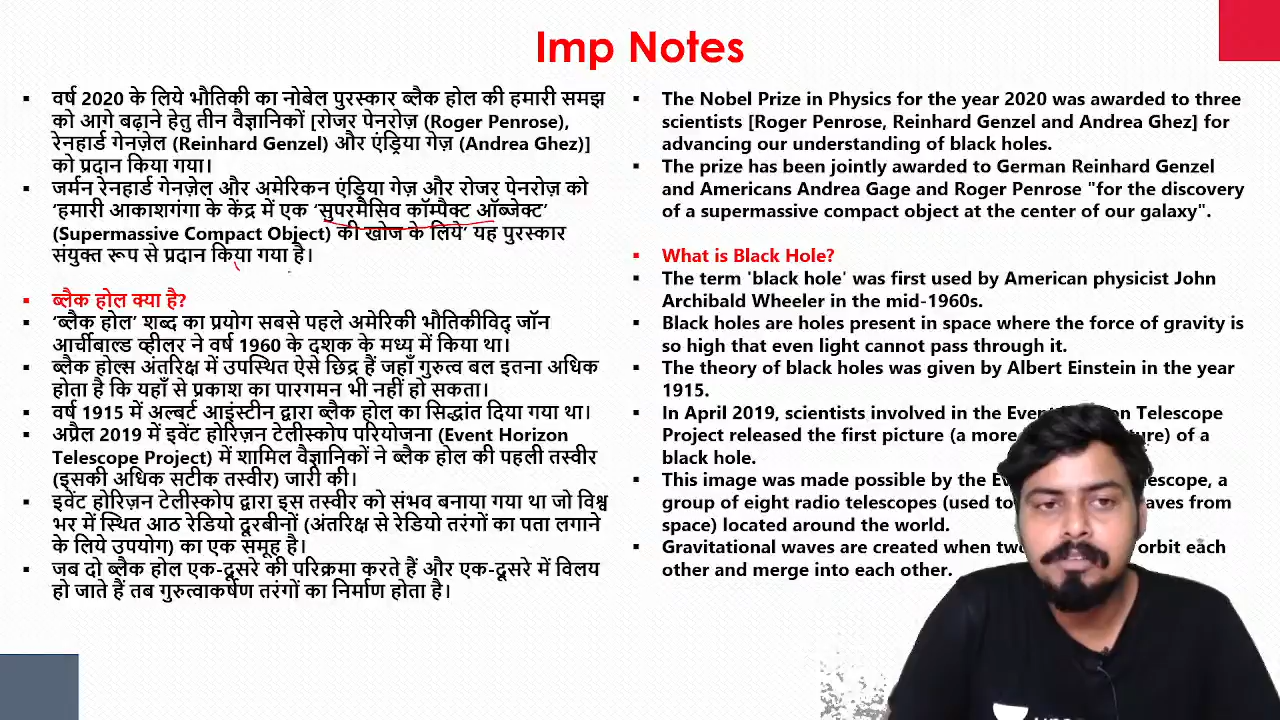 Imp Notes
वर्ष 2020 के लिये भौतिकी का नोबेल पुरस्कार ब्लैक होल की हमारी समझ
को आगे बढ़ाने हेतु तीन वैज्ञानिकों [रोजर पेनरोज़ (Roger Penrose),
रेनहार्ड गेनज़ेल (Reinhard Genzel) और एंड्रिया गेज़ (Andrea Ghez)]
को प्रदान किया गया।
जर्मन रेनहार्ड गेनज़ेल और अमेरिकन एंड्रिया गेज़ और रोजर पेनरोज़ को
‘हमारी आकाशगंगा के केंद्र में एक ‘सुपरमैसिव कॉम्पैक्ट ऑब्जेक्ट’
(Supermassive Compact Object) की खोज के लिये’ यह पुरस्कार
संयुक्त रूप से प्रदान किया गया है।
ब्लैक होल क्या है?
‘ब्लैक होल’ शब्द का प्रयोग सबसे पहले अमेरिकी भौतिकीविद् जॉन
आर्चीबाल्ड व्हीलर ने वर्ष 1960 के दशक के मध्य में किया था।
ब्लैक होल्स अंतरिक्ष में उपस्थित ऐसे छिद्र हैं जहाँ गुरुत्व बल इतना अधिक
होता है कि यहाँ से प्रकाश का पारगमन भी नहीं हो सकता।
वर्ष 1915 में अल्बर्ट आइंस्टीन द्वारा ब्लैक होल का सिद्धांत दिया गया था।
अप्रैल 2019 में इवेंट होरिज़न टेलीस्कोप परियोजना (Event Horizon
Telescope Project) में शामिल वैज्ञानिकों ने ब्लैक होल की पहली तस्वीर
(इसकी अधिक सटीक तस्वीर) जारी की।
इवेंट होरिज़न टेलीस्कोप द्वारा इस तस्वीर को संभव बनाया गया था जो विश्व
भर में स्थित आठ रेडियो दूरबीनों (अंतरिक्ष से रेडियो तरंगों का पता लगाने
के लिये उपयोग) का एक समूह है।
जब दो ब्लैक होल एक-दूसरे की परिक्रमा करते हैं और एक-दूसरे में विलय
हो जाते हैं तब गुरुत्वाकर्षण तरंगों का निर्माण होता है।
The Nobel Prize in Physics for the year 2020 was awarded to three
scientists [Roger Penrose, Reinhard Genzel and Andrea Ghez] for
advancing our understanding of black holes.
The prize has been jointly awarded to German Reinhard Genzel
and Americans Andrea Gage and Roger Penrose "for the discovery
of a supermassive compact object at the center of our galaxy".
What is Black Hole?
The term 'black hole' was first used by American physicist John
Archibald Wheeler in the mid-1960s.
Black holes are holes present in space where the force of gravity is
so high that even light cannot pass through it.
The theory of black holes was given by Albert Einstein in the year
1915.
In April 2019, scientists involved in the Telescope
Project released the first picture (a more of a
black hole.
This image was made possible by the a
group of eight radio telescopes (used to from
space) located around the world.
Gravitational waves are created when orbit each
other and merge into each other.